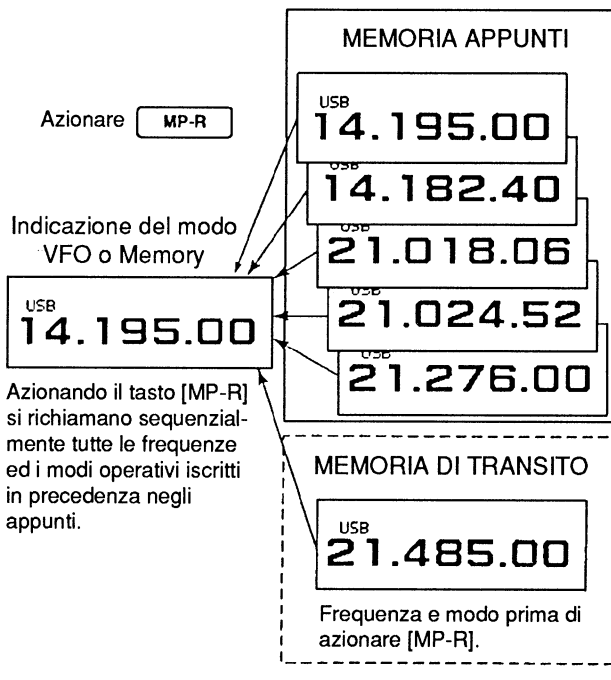 MEMORIA APPUNTI
Azionare MP-R
USB
14.195.00
USB
14.182.40
21.018.06
USB
21.024.52
USB
21.276.00
Indicazione del modo
VFO o Memory
USB
14.195.00
Azionando il tasto [MP-R]
si richiamano sequenzial-
mente tutte le frequenze
ed i modi operativi iscritti
in precedenza negli
appunti.
MEMORIA DI TRANSITO
USB
21.485.00
Frequenza e modo prima di
azionare [MP-R].